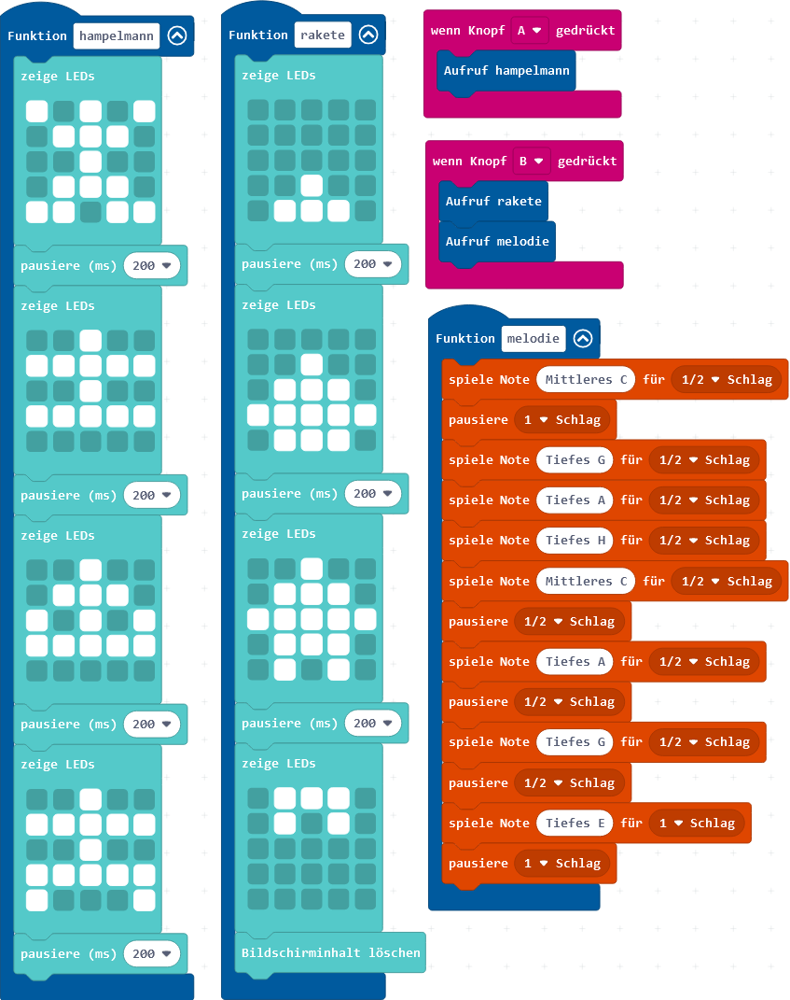 Funktion hampelmann
zeige LEDs
pausiere (ms) 200
zeige LEDs
pausiere (ms) 200
zeige LEDs
pausiere (ms) 200
zeige LEDs
pausiere (ms) 200
Funktion rakete
zeige LEDs
pausiere (ms) 200
zeige LEDs
pausiere (ms) 200
zeige LEDs
pausiere (ms) 200
zeige LEDs
Bildschirminhalt löschen
wenn Knopf A gedrückt
Aufruf hampelmann
wenn Knopf B gedrückt
Aufruf rakete
Aufruf melodie
Funktion melodie
spiele Note Mittleres C für 1/2 Schlag
pausiere 1 Schlag
spiele Note Tiefes G für 1/2 Schlag
spiele Note Tiefes A für 1/2 Schlag
spiele Note Tiefes H für 1/2 Schlag
spiele Note Mittleres C für 1/2 Schlag
pausiere 1/2 Schlag
spiele Note Tiefes A für 1/2 Schlag
pausiere 1/2 Schlag
spiele Note Tiefes G für 1/2 Schlag
pausiere 1/2 Schlag
spiele Note Tiefes E für 1 Schlag
pausiere 1 Schlag